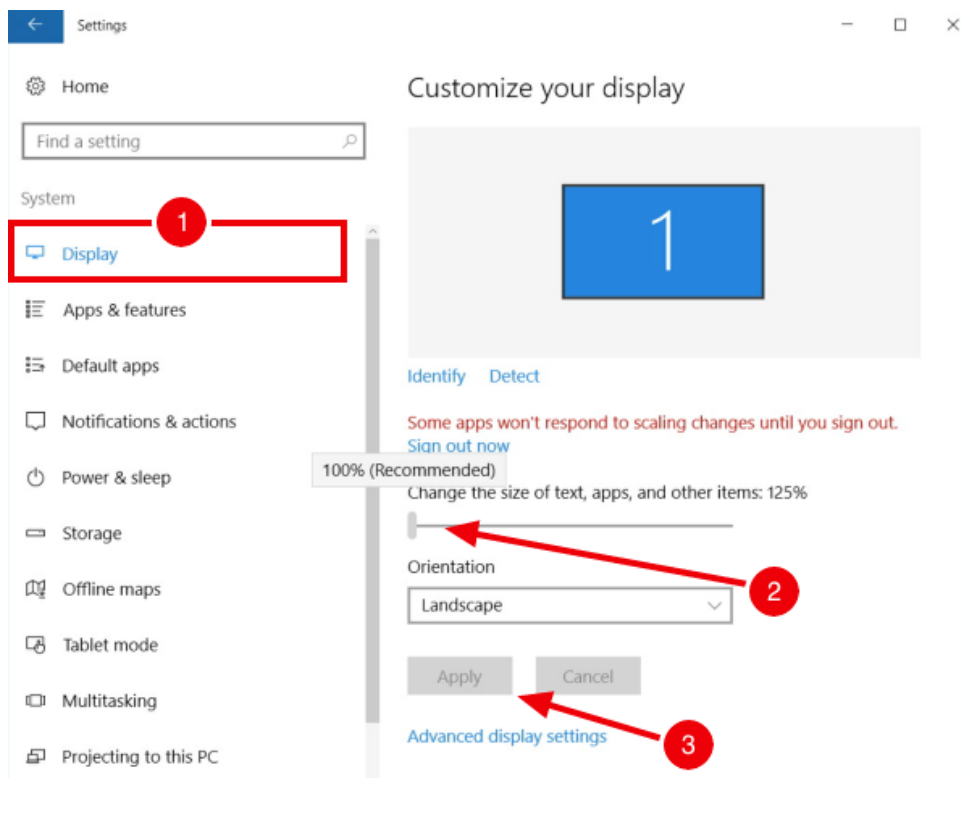 Settings
Home
Find a setting
System
1
Display
Apps & features
Default apps
Notifications & actions
Power & sleep
Storage
Offline maps
Tablet mode
Multitasking
Projecting to this PC
Customize your display
1
Identify Detect
Some apps won't respond to scaling changes until you sign out.
Sign out now
100% (Recommended)
Change the size of text, apps, and other items: 125%
Orientation
2
Landscape
Apply Cancel
Advanced display settings
3